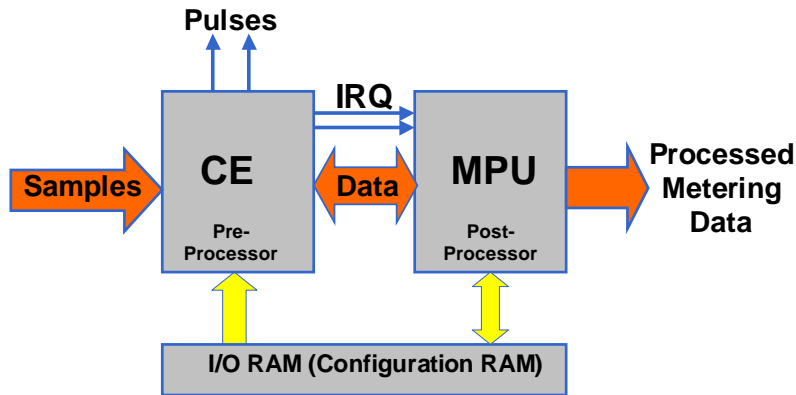 Pulses
IRQ
Samples
CE
Data
MPU
Processed
Metering
Data
Pre-
Processor
Post-
Processor
I/O RAM (Configuration RAM)